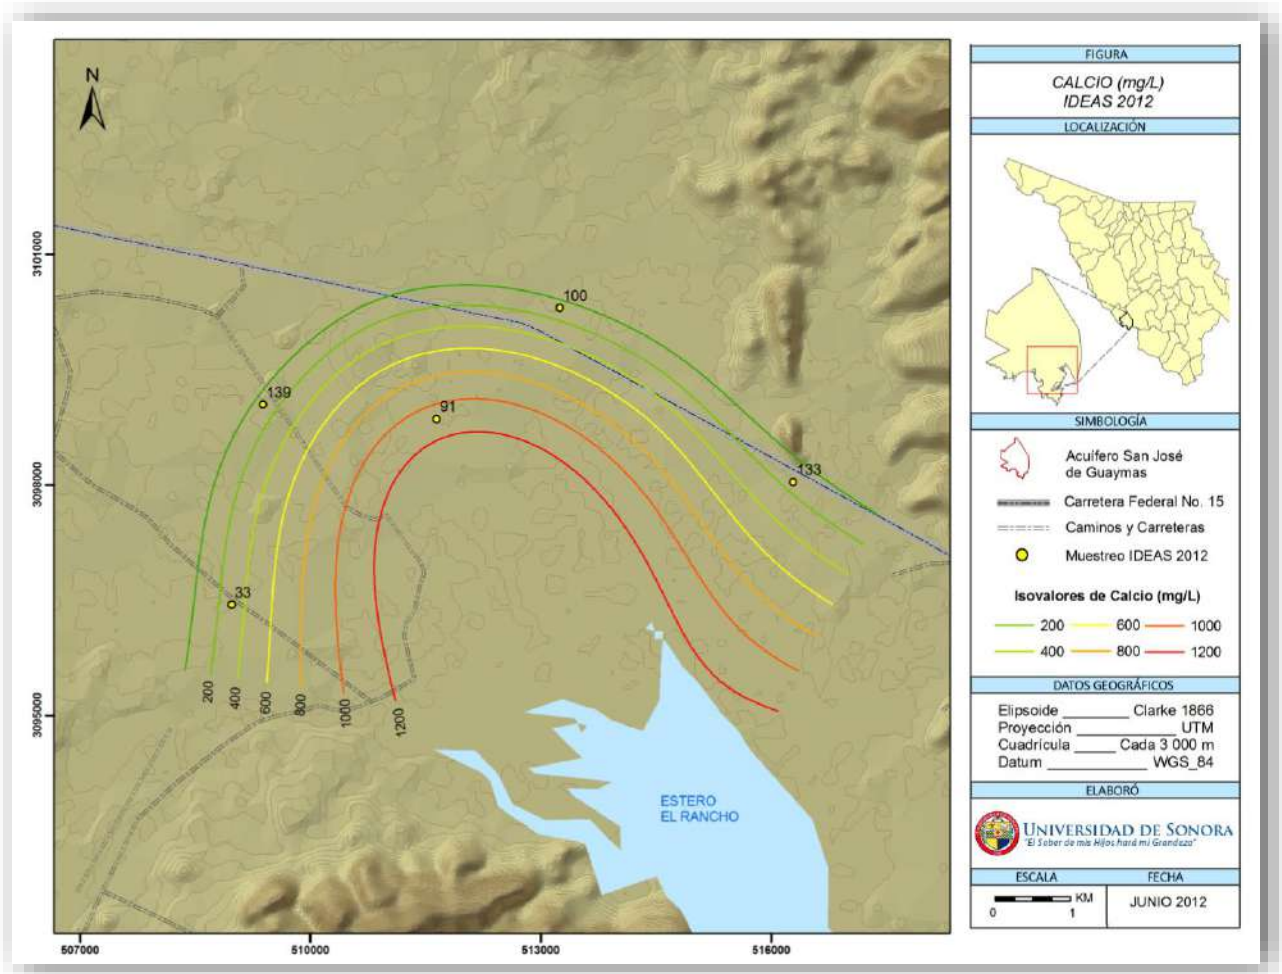 N
3101000
3098000
3095000
507000
510000
513000
516000
100
139
91
133
33
200
400
600
800
1000
1200
ESTERO
EL RANCHO
FIGURA
CALCIO (mg/L)
IDEAS 2012
LOCALIZACIÓN
SIMBOLOGÍA
Acuífero San José
de Guaymas
Carretera Federal No. 15
Caminos y Carreteras
Muestreo IDEAS 2012
Isovalores de Calcio (mg/L)
200 600 1000
400 800 1200
DATOS GEOGRÁFICOS
Elipsoide Clarke 1866
Proyección UTM
Cuadrícula Cada 3 000 m
Datum WGS_84
ELABORÓ
UNIVERSIDAD DE SONORA
"El Saber de mis Hijos hará mi Grandeza"
ESCALA FECHA
KM
0 1
JUNIO 2012